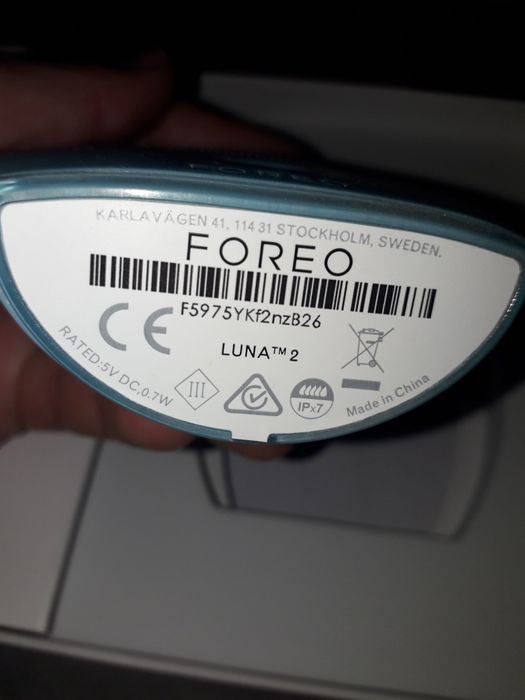 FOREO
KARLAVÄGEN 41, 114 31 STOCKHOLM, SWEDEN.
FOREO
F5975YKf2nzB26
LUNA™ 2
RATED:5V DC,0.7W
III
IPx7
Made in China